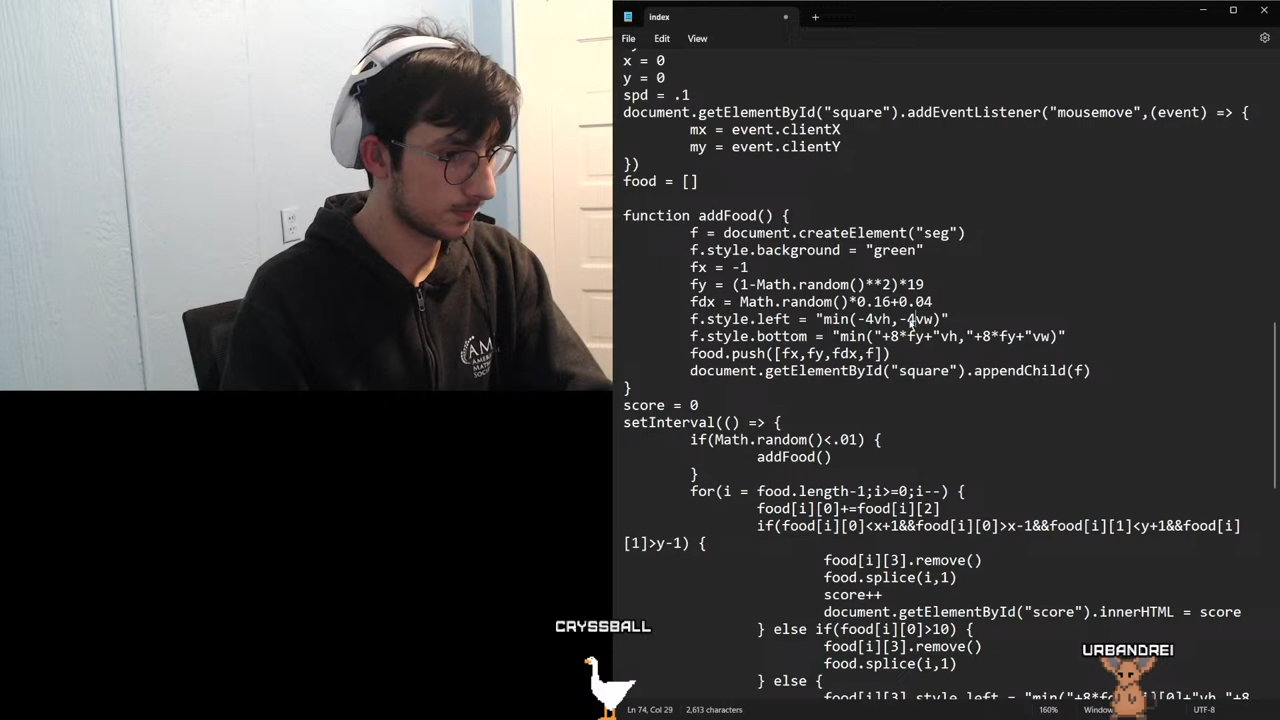 index
File
Edit
View
x = 0
y = 0
spd = .1
document.getElementById("square").addEventListener("mousemove",(event) => {
mx = event.clientX
my = event.clientY
})
food = []
function addFood() {
f = document.createElement("seg")
f.style.background = "green"
fx = -1
fy = (1-Math.random()**2)*19
fdx = Math.random()*0.16+0.04
f.style.left = "min(-4vh,-4vw)"
f.style.bottom = "min("+8*fy+"vh,"+8*fy+"vw)"
food.push([fx,fy,fdx,f])
document.getElementById("square").appendChild(f)
}
score = 0
setInterval(() => {
if(Math.random()<.01) {
addFood()
}
for(i = food.length-1;i>=0;i--) {
food[i][0]+=food[i][2]
if(food[i][0]<x+1&&food[i][0]>x-1&&food[i][1]<y+1&&food[i]
[1]>y-1) {
food[i][3].remove()
food.splice(i,1)
score++
document.getElementById("score").innerHTML = score
} else if(food[i][0]>10) {
food[i][3].remove()
food.splice(i,1)
} else {
Ln 74, Col 29
2,613 characters
160%
UTF-8
CRYSSBALL
URBANDREI